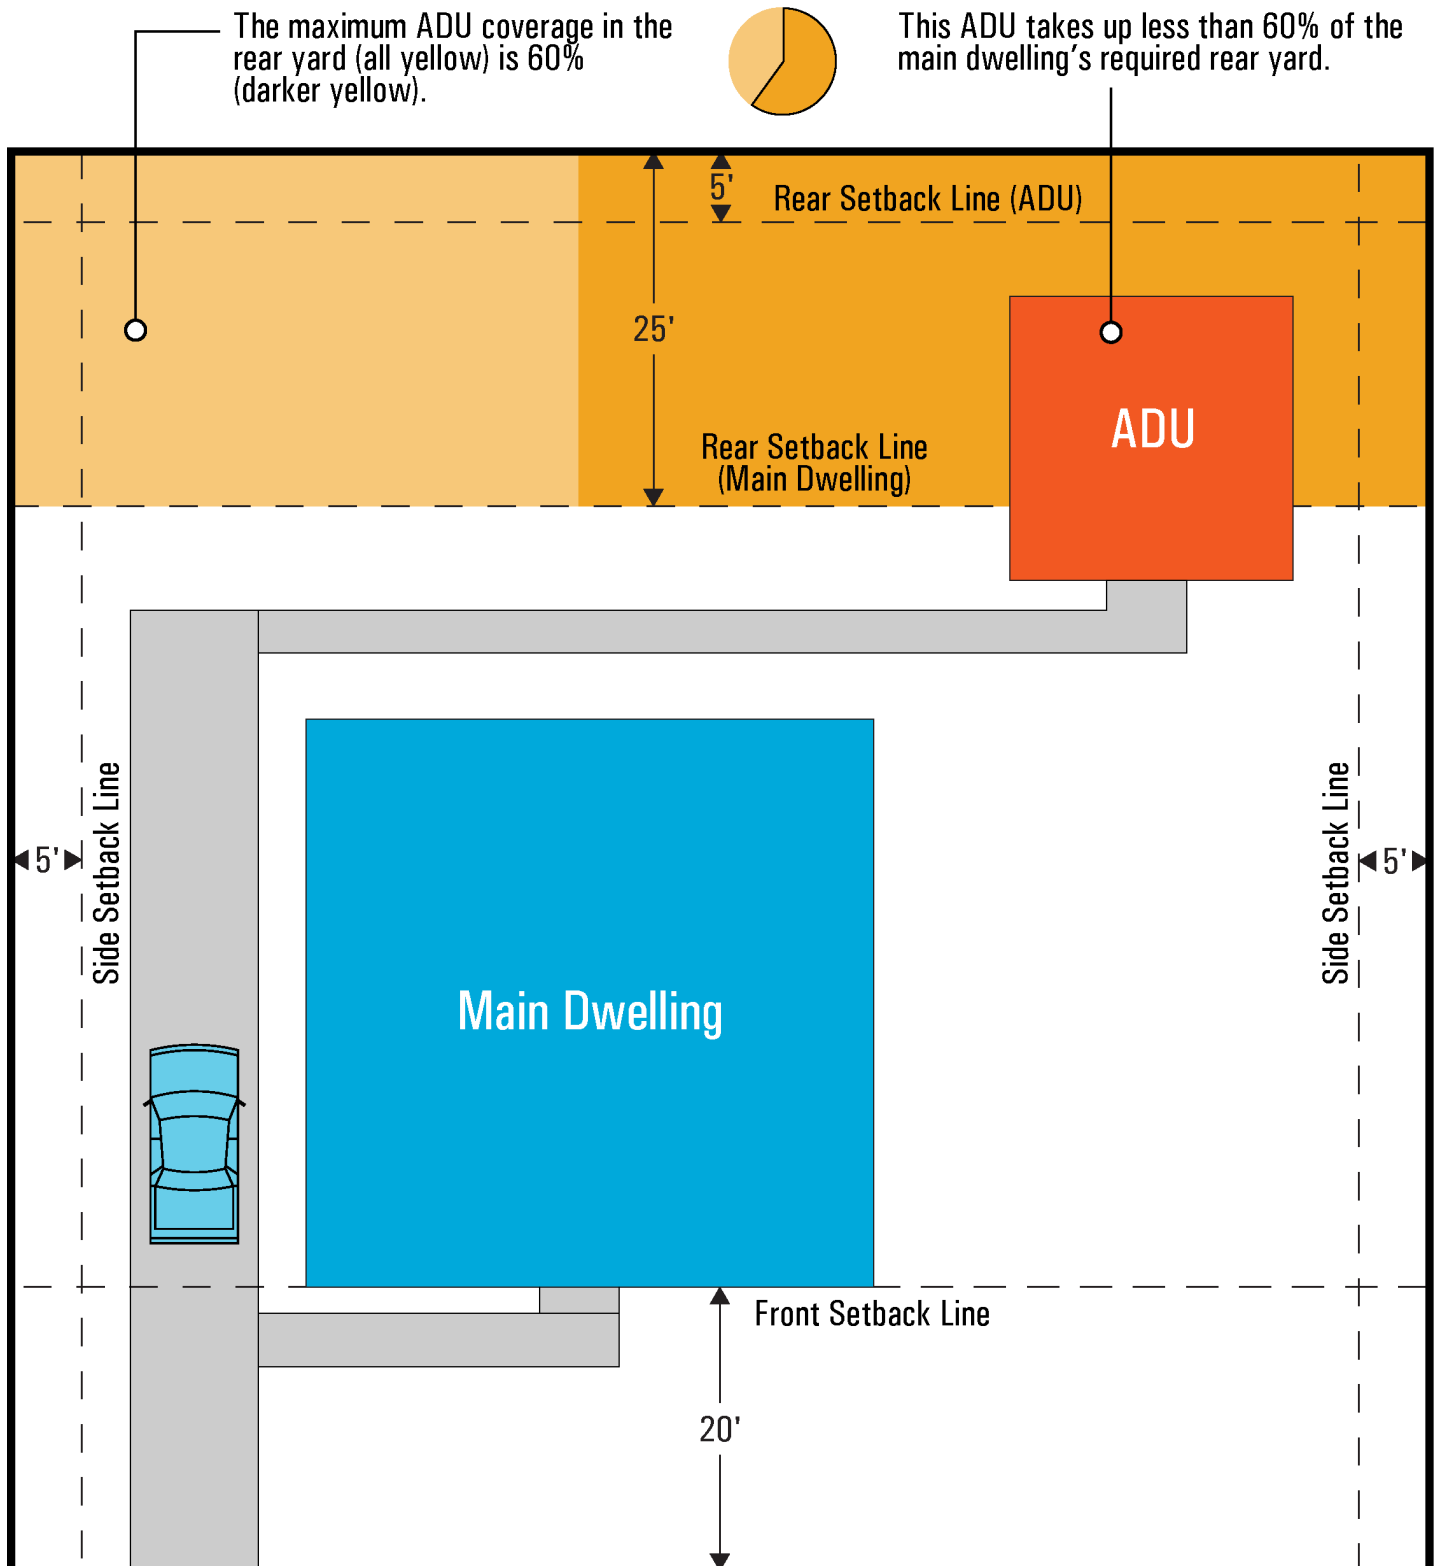 The maximum ADU coverage in the
rear yard (all yellow) is 60%
(darker yellow).
This ADU takes up less than 60% of the
main dwelling's required rear yard.
5'
Rear Setback Line (ADU)
25'
ADU
Rear Setback Line
(Main Dwelling)
Side Setback Line
5'
Side Setback Line
5'
Main Dwelling
Front Setback Line
20'